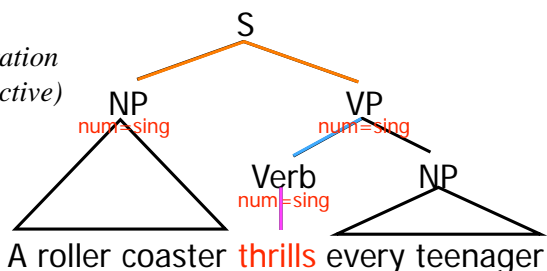 S
ation
ctive)
NP VP
num=sing num=sing
Verb NP
num=sing
A roller coaster thrills every teenager